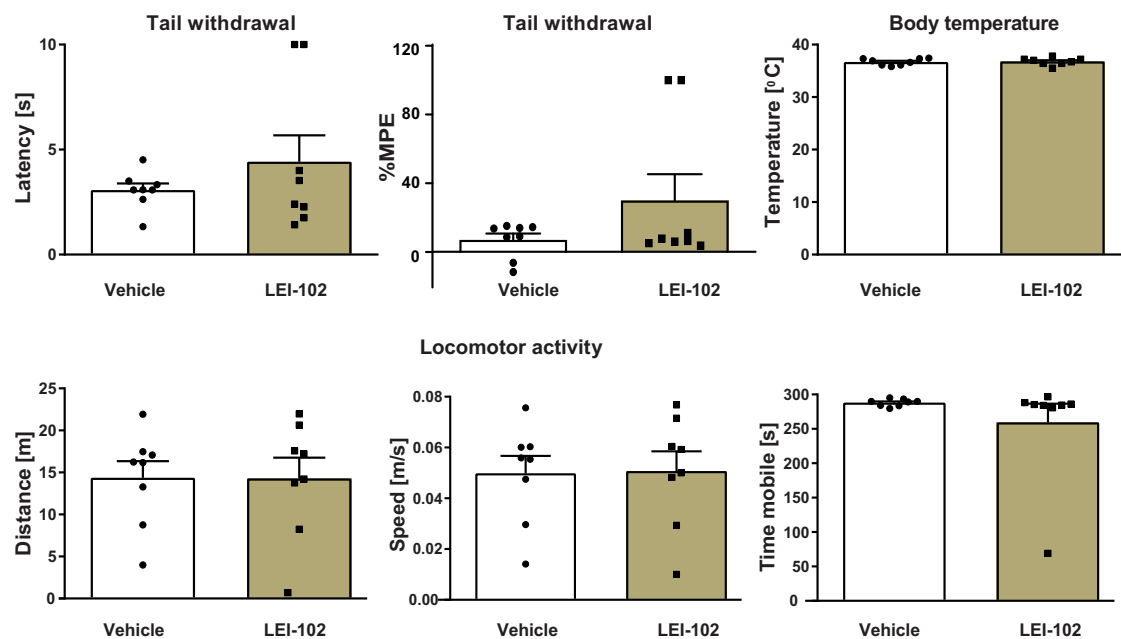 Tail withdrawal
Latency [s]
10
5
0
Vehicle
LEI-102
Tail withdrawal
%MPE
120
80
40
0
Vehicle
LEI-102
Body temperature
Temperature [⁰C]
40
30
20
10
0
Vehicle
LEI-102
Locomotor activity
Distance [m]
25
20
15
10
5
0
Vehicle
LEI-102
Speed [m/s]
0.08
0.06
0.04
0.02
0.00
Vehicle
LEI-102
Time mobile [s]
300
250
200
150
100
50
0
Vehicle
LEI-102